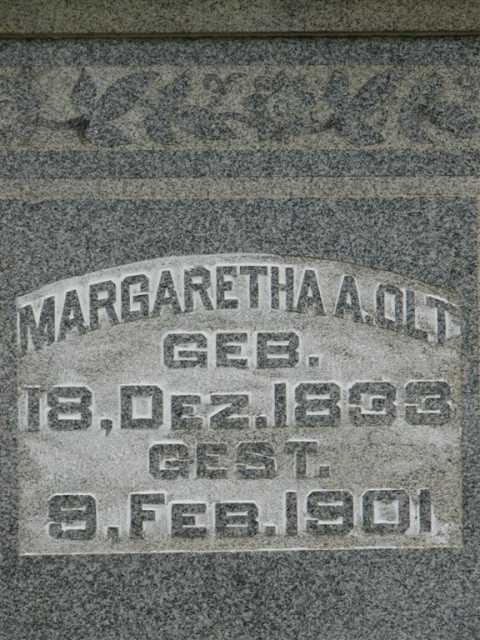 MARGARETHA A. OLT
GEB.
18, DEZ. 1833
GEST.
9, FEB. 1901